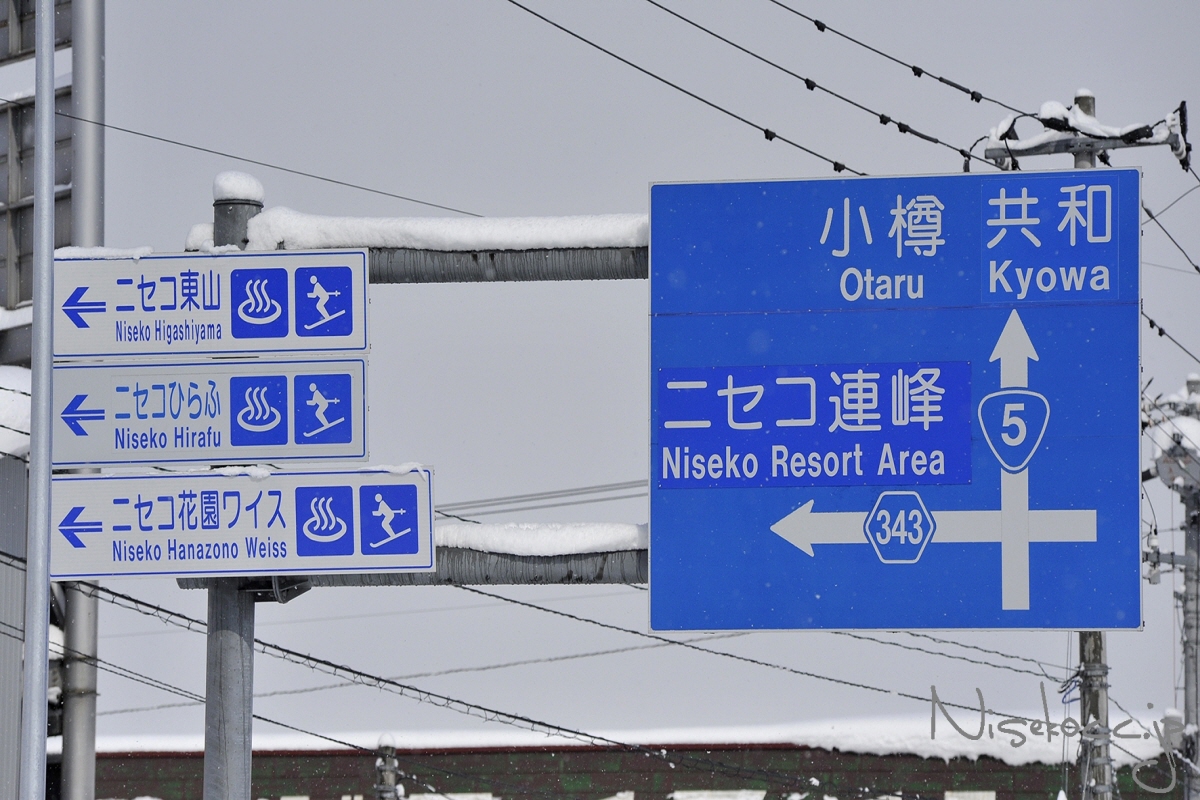 ニセコ東山
Niseko Higashiyama
ニセコひらふ
Niseko Hirafu
ニセコ花園ワイス
Niseko Hanazono Weiss
小樽 共和
Otaru Kyowa
ニセコ連峰
Niseko Resort Area
5
343
Niseko.cc.jp